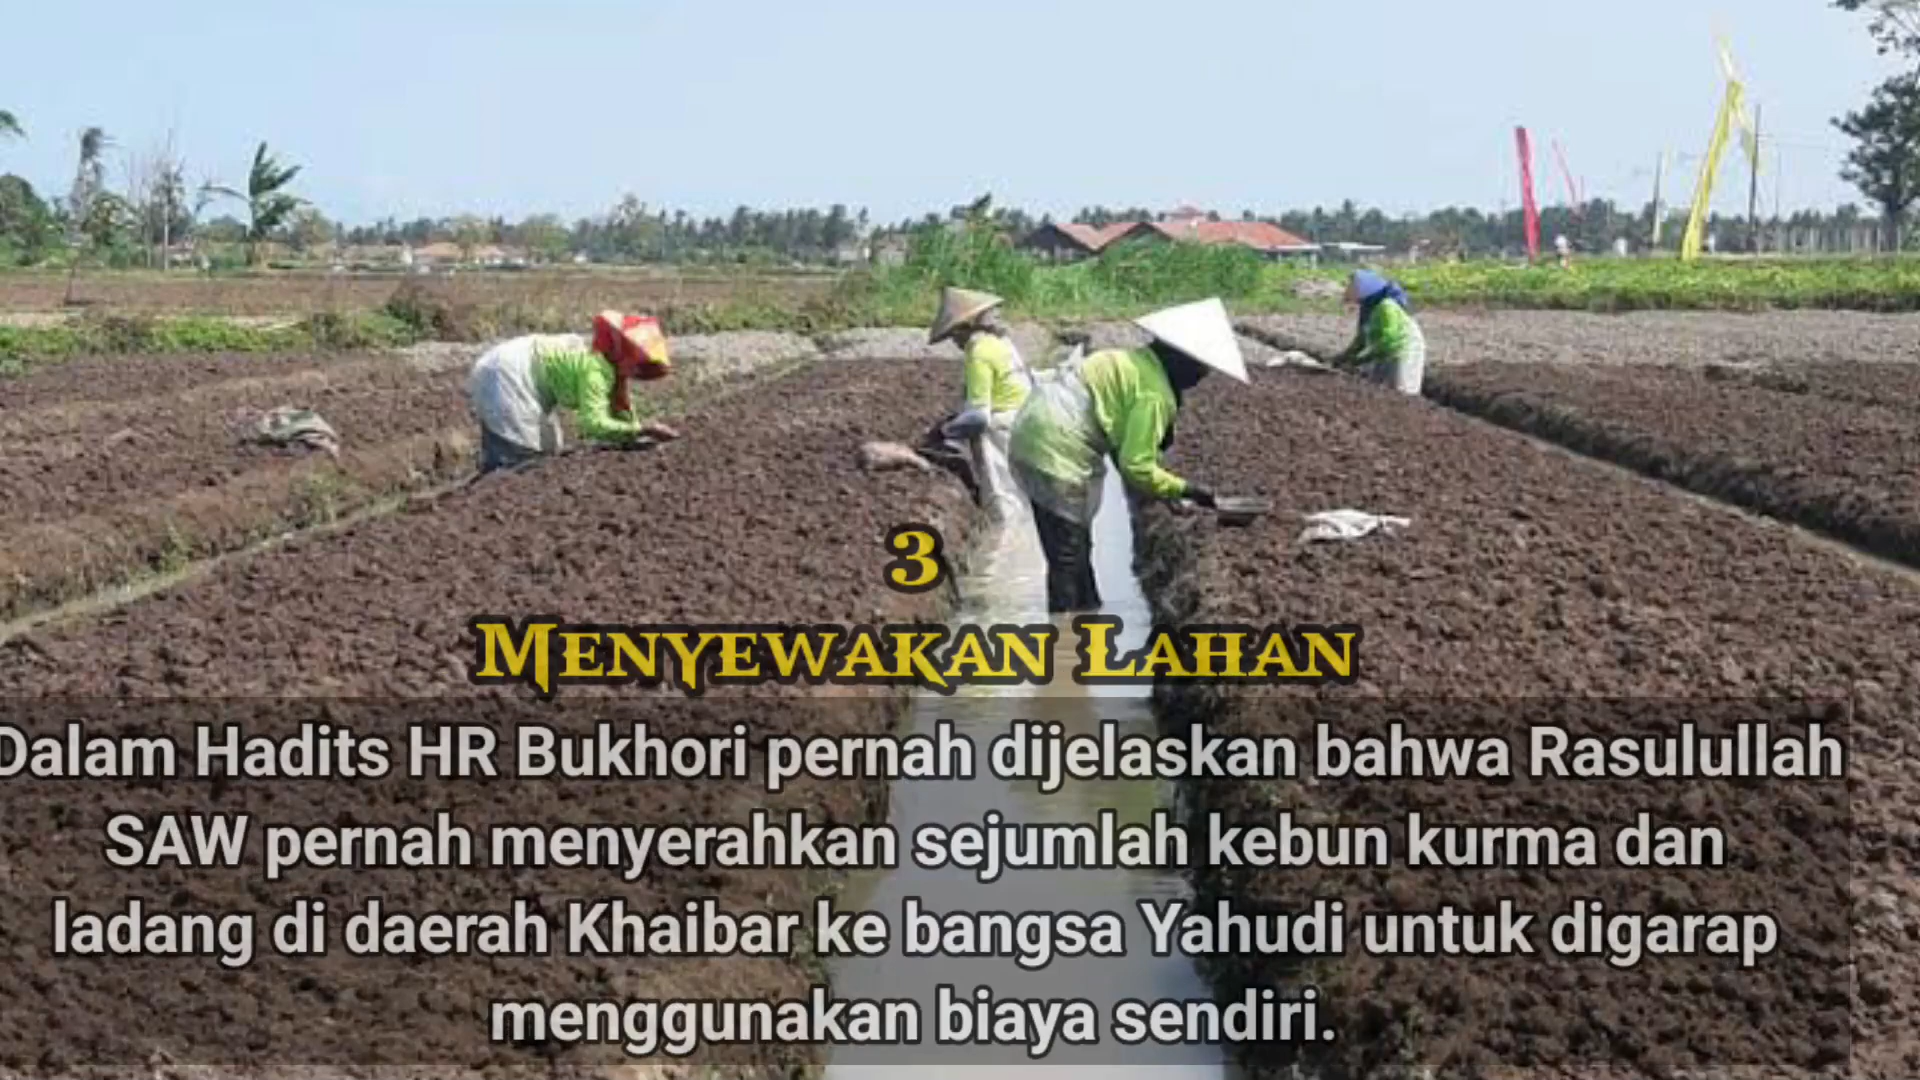 3
Menyewakan Lahan
Dalam Hadits HR Bukhori pernah dijelaskan bahwa Rasulullah
SAW pernah menyerahkan sejumlah kebun kurma dan
ladang di daerah Khaibar ke bangsa Yahudi untuk digarap
menggunakan biaya sendiri.